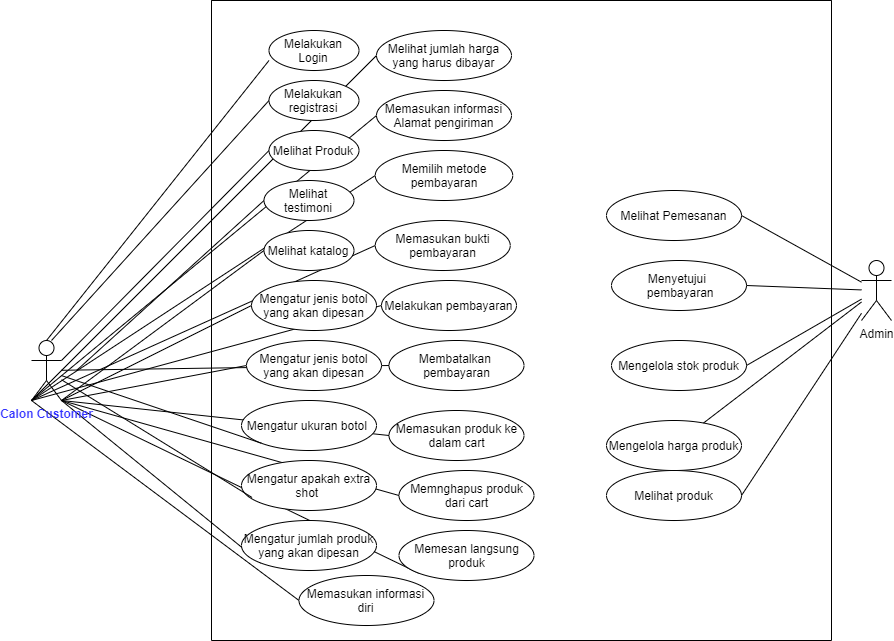 Melakukan
Login
Melihat jumlah harga
yang harus dibayar
Melakukan
registrasi
Memasukan informasi
Alamat pengiriman
Melihat Produk
Memilih metode
pembayaran
Melihat
testimoni
Melihat katalog
Memasukan bukti
pembayaran
Mengatur jenis botol
yang akan dipesan
Melakukan pembayaran
Mengatur jenis botol
yang akan dipesan
Membatalkan
pembayaran
Mengatur ukuran botol
Memasukan produk ke
dalam cart
Mengatur apakah extra
shot
Memnghapus produk
dari cart
Mengatur jumlah produk
yang akan dipesan
Memesan langsung
produk
Memasukan informasi
diri
Calon Customer
Melihat Pemesanan
Menyetujui
pembayaran
Mengelola stok produk
Mengelola harga produk
Melihat produk
Admin